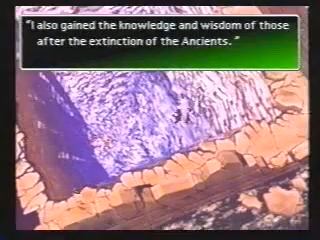 “I also gained the knowledge and wisdom of those
after the extinction of the Ancients. ”